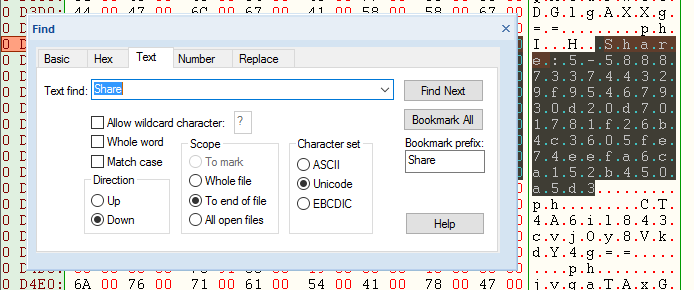 Find
Basic Hex Text Number Replace
Text find: Share
Find Next
Allow wildcard character: ?
Bookmark All
Whole word
Match case
Bookmark prefix:
Share
Direction
Up
Down
Scope
To mark
Whole file
To end of file
All open files
Character set
ASCII
Unicode
EBCDIC
Help
D.G.l.g.A.X.X.g.
=.=.........p.h
I...H...S.h.a.r.
e.:.5.-.5.8.8.8.
7.3.3.7.4.4.3.2.
9.f.9.5.4.6.7.9.
3.0.d.2.0.d.7.0.
1.7.8.1.f.2.6.b.
4.c.3.6.0.5.f.e.
7.4.e.e.f.a.6.c.
a.1.5.2.b.4.5.0.
a.5.d.3.........
p.h.........C.T.
4.A.6.i.l.8.4.3.
c.v.j.O.y.8.V.k.
d.Y.4.g.=.=.....
....p.h.........
j.v.g.a.T.A.x.G.
0 D4E0: 6A 00 76 00 67 00 61 00 54 00 41 00 78 00 47 00